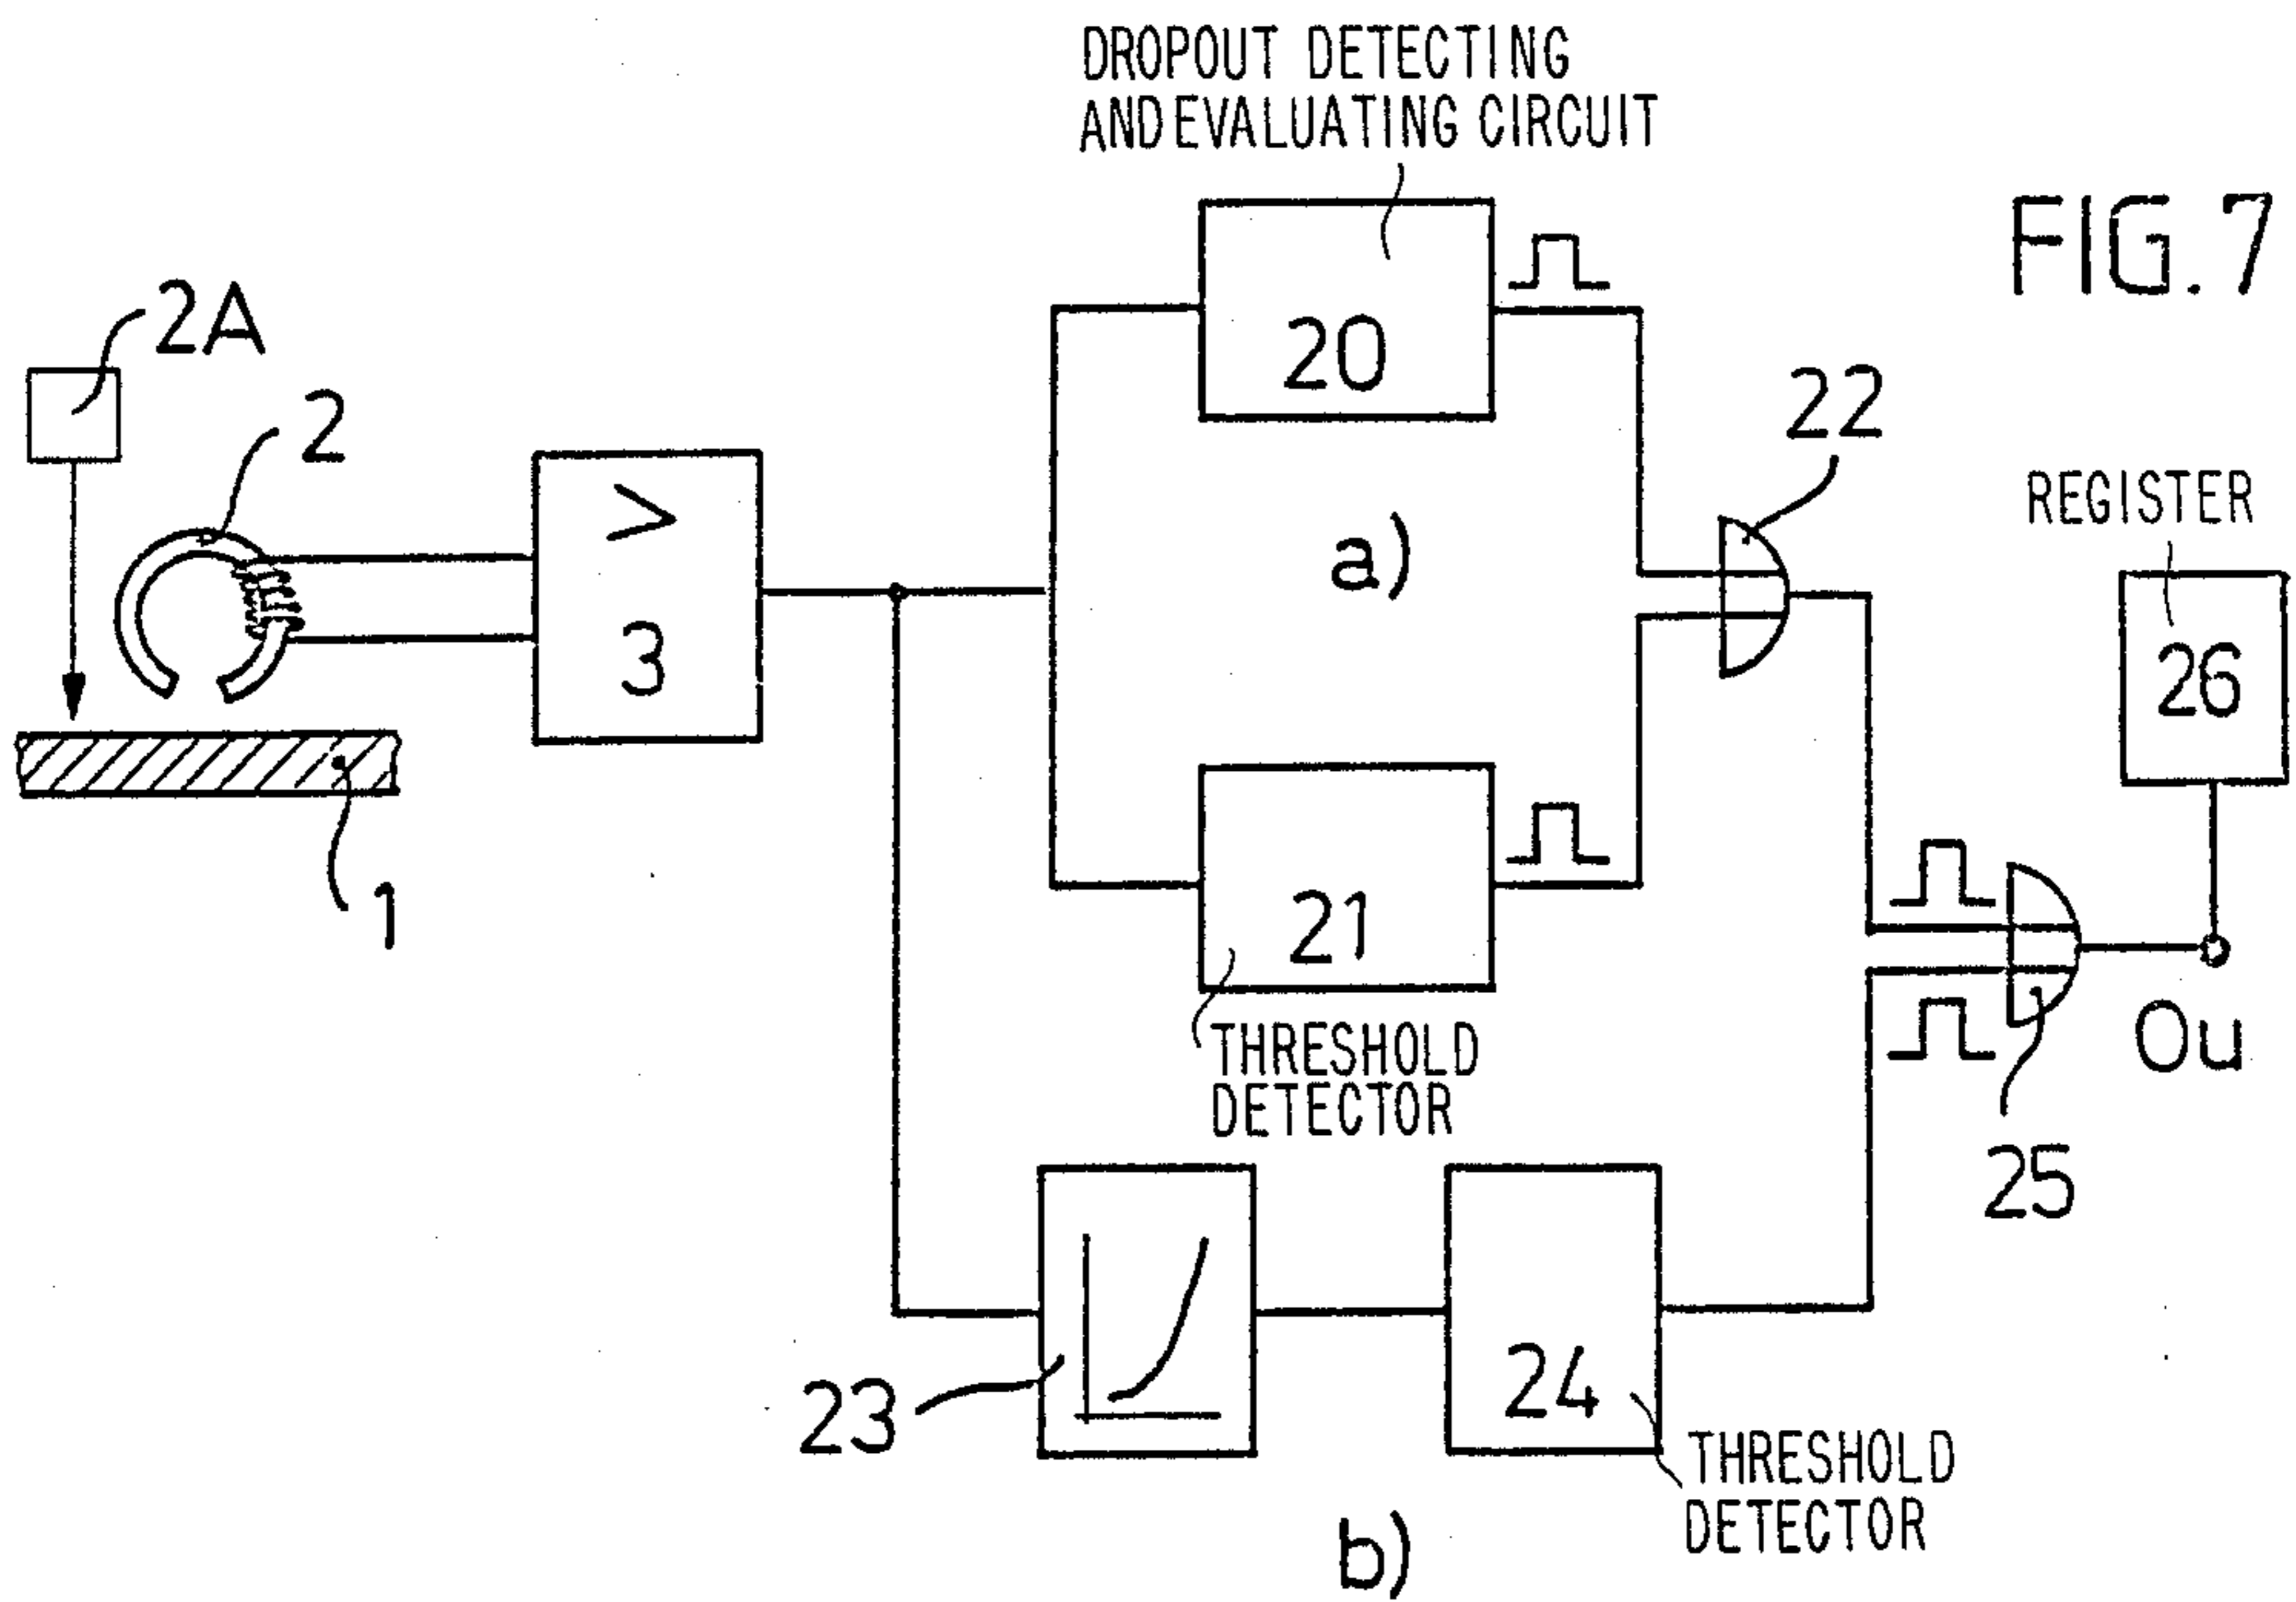 DROPOUT DETECTING
AND EVALUATING CIRCUIT
FIG. 7
2A
2
20
22
REGISTER
>
a)
3
26
1
21
Ou
THRESHOLD
DETECTOR
25
23
24
THRESHOLD
DETECTOR
b)